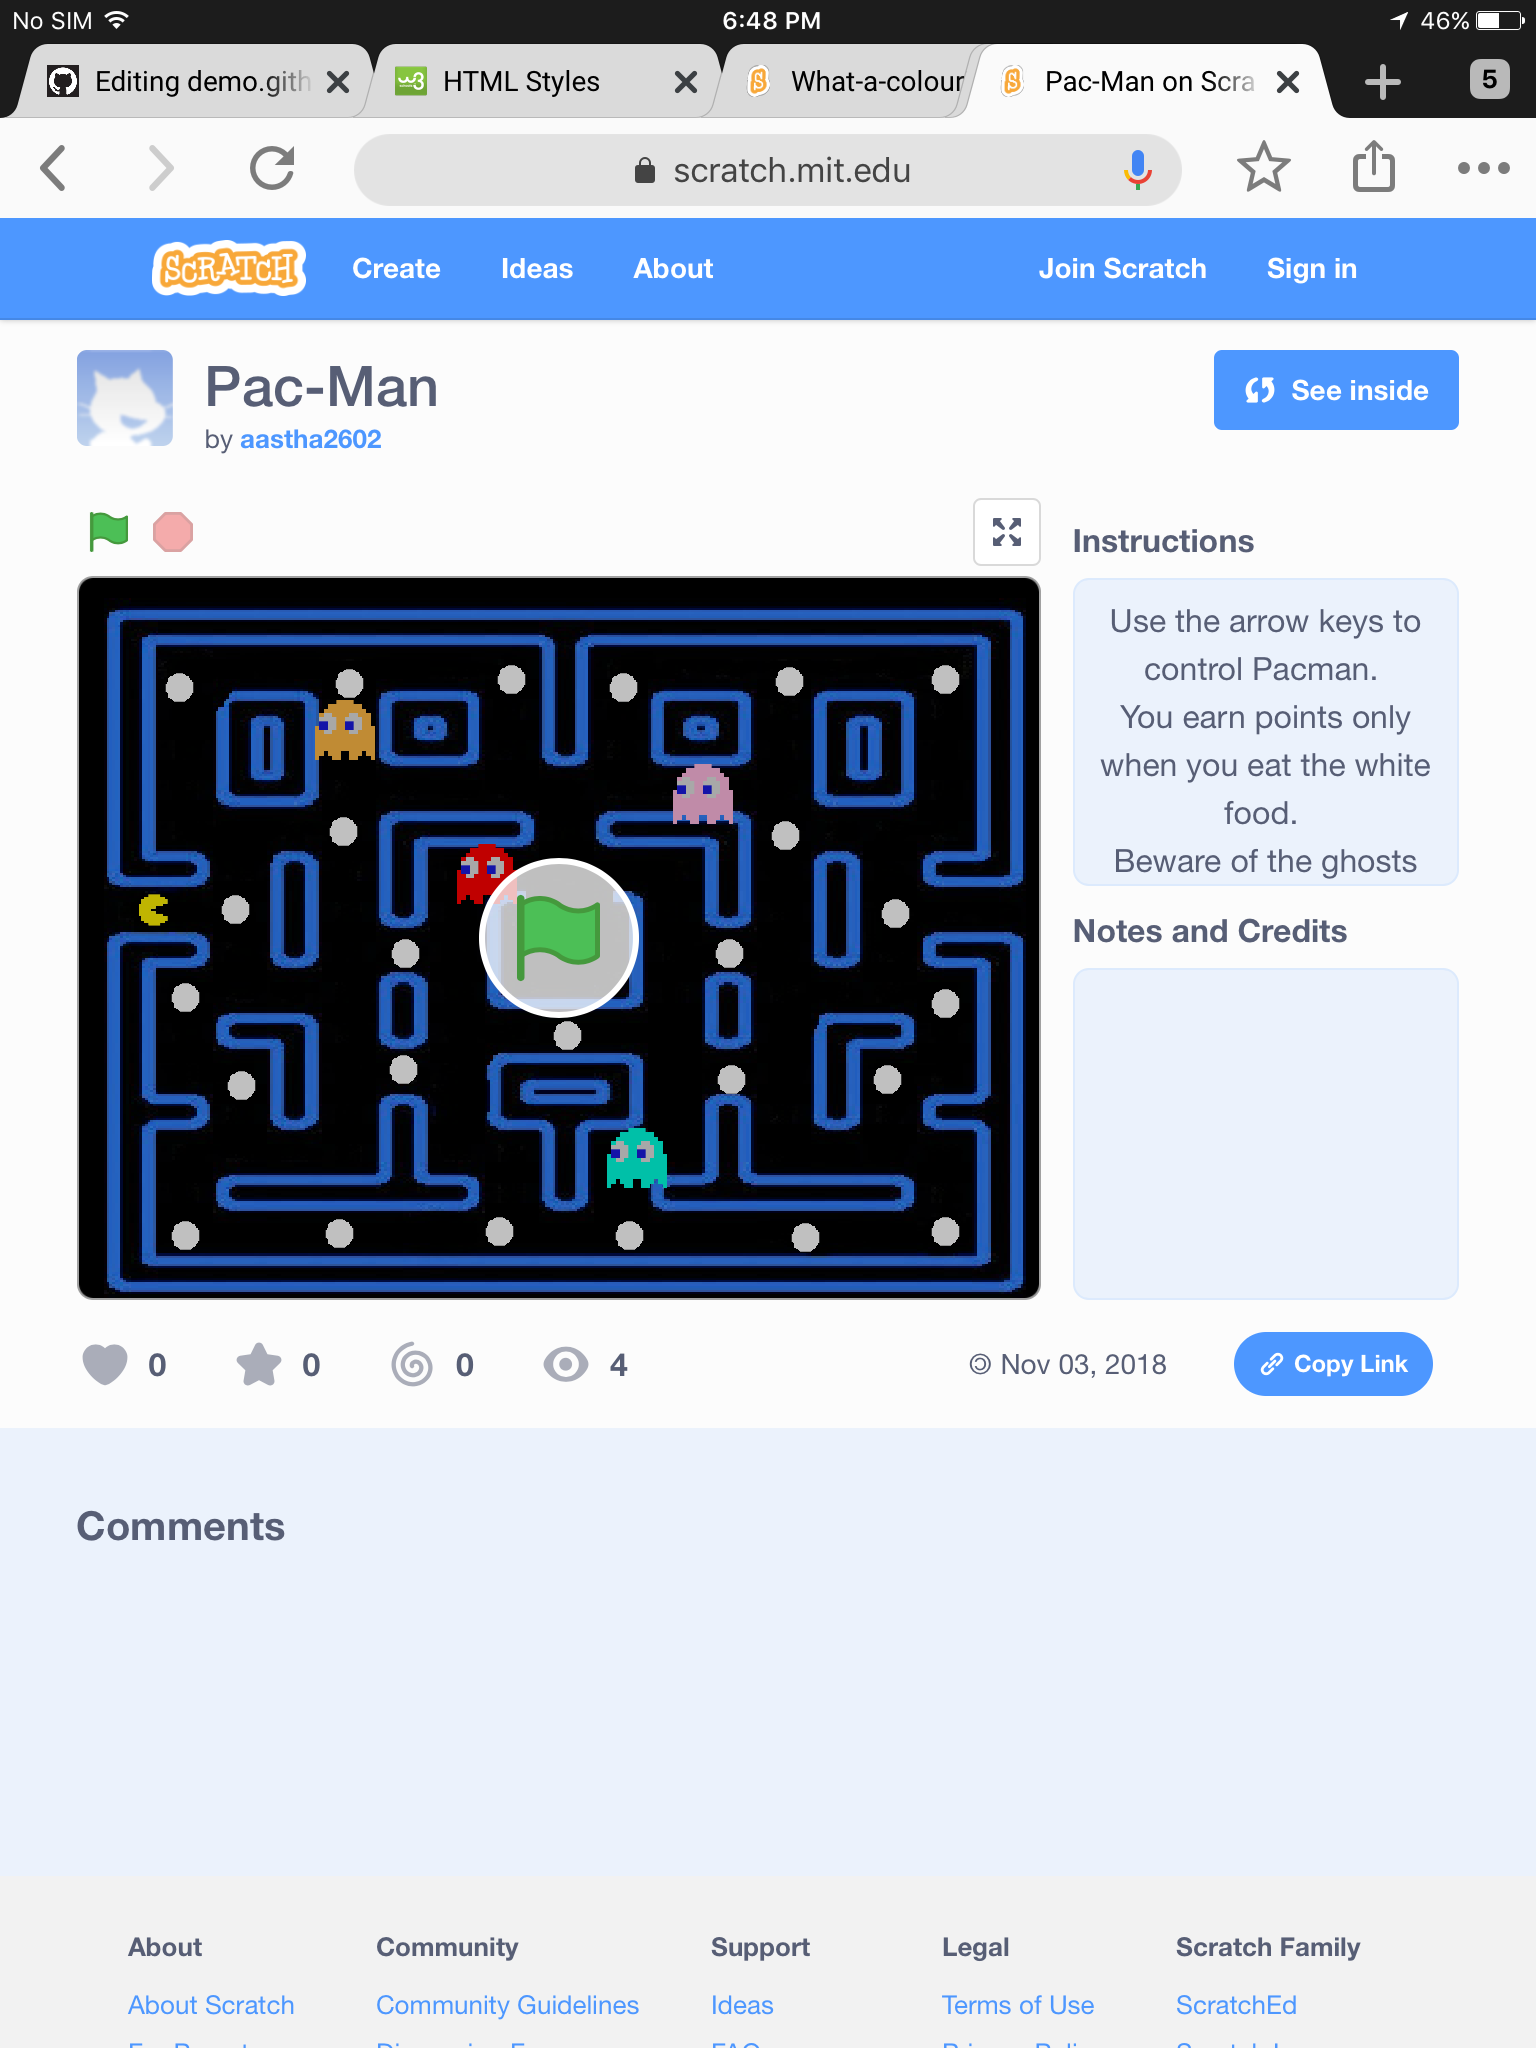 No SIM 6:48 PM 46%
Editing demo.gith HTML Styles What-a-colour Pac-Man on Scra 5
scratch.mit.edu
SCRATCH Create Ideas About Join Scratch Sign in
Pac-Man
by aastha2602
See inside
Instructions
Use the arrow keys to
control Pacman.
You earn points only
when you eat the white
food.
Beware of the ghosts
Notes and Credits
0 0 0 4 Nov 03, 2018 Copy Link
Comments
About Community Support Legal Scratch Family
About Scratch Community Guidelines Ideas Terms of Use ScratchEd